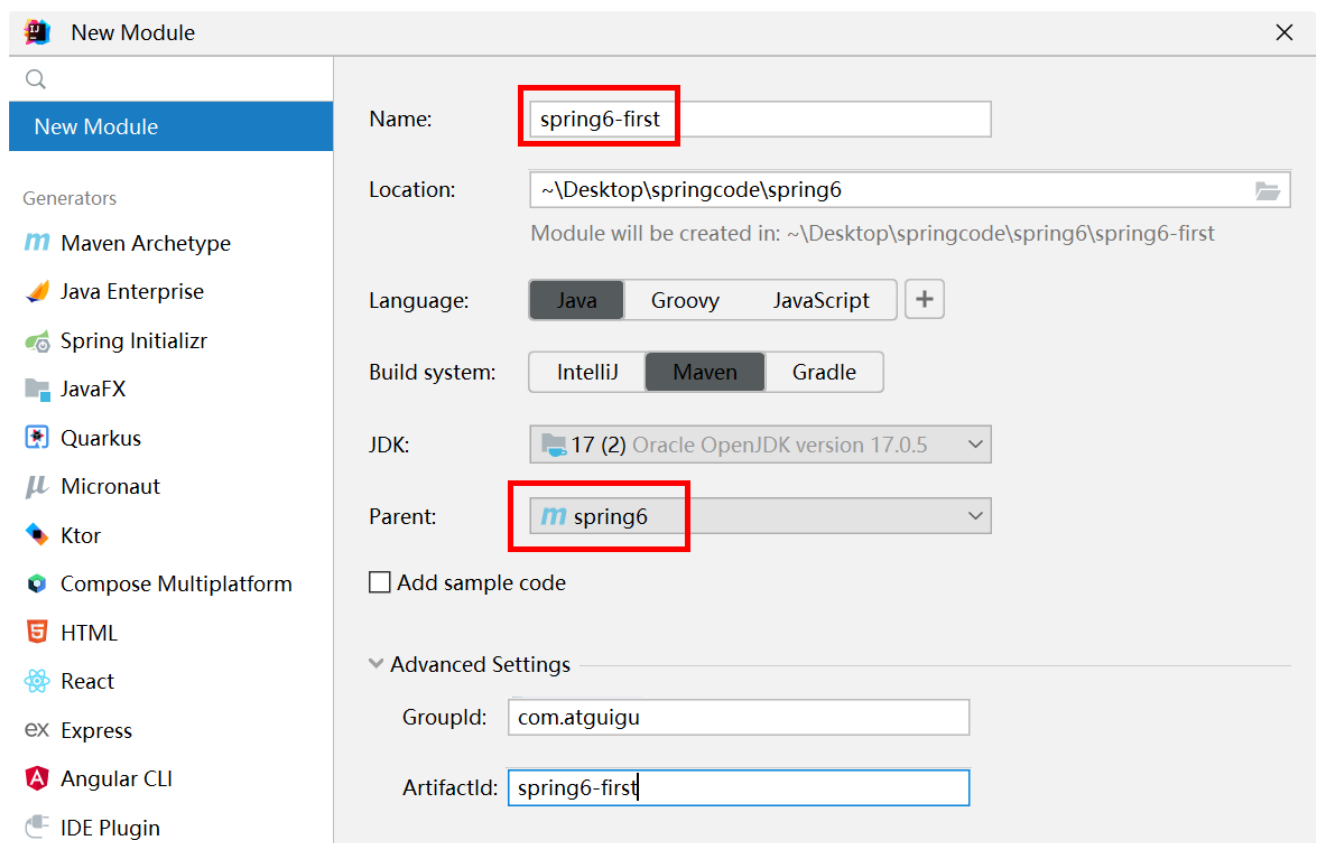 New Module
New Module
Generators
Maven Archetype
Java Enterprise
Spring Initializr
JavaFX
Quarkus
Micronaut
Ktor
Compose Multiplatform
HTML
React
ex Express
Angular CLI
IDE Plugin
Name: spring6-first
Location: ~\Desktop\springcode\spring6
Module will be created in: ~\Desktop\springcode\spring6\spring6-first
Language: Java Groovy JavaScript +
Build system: IntelliJ Maven Gradle
JDK: 17 (2) Oracle OpenJDK version 17.0.5
Parent: m spring6
Add sample code
Advanced Settings
GroupId: com.atguigu
ArtifactId: spring6-first